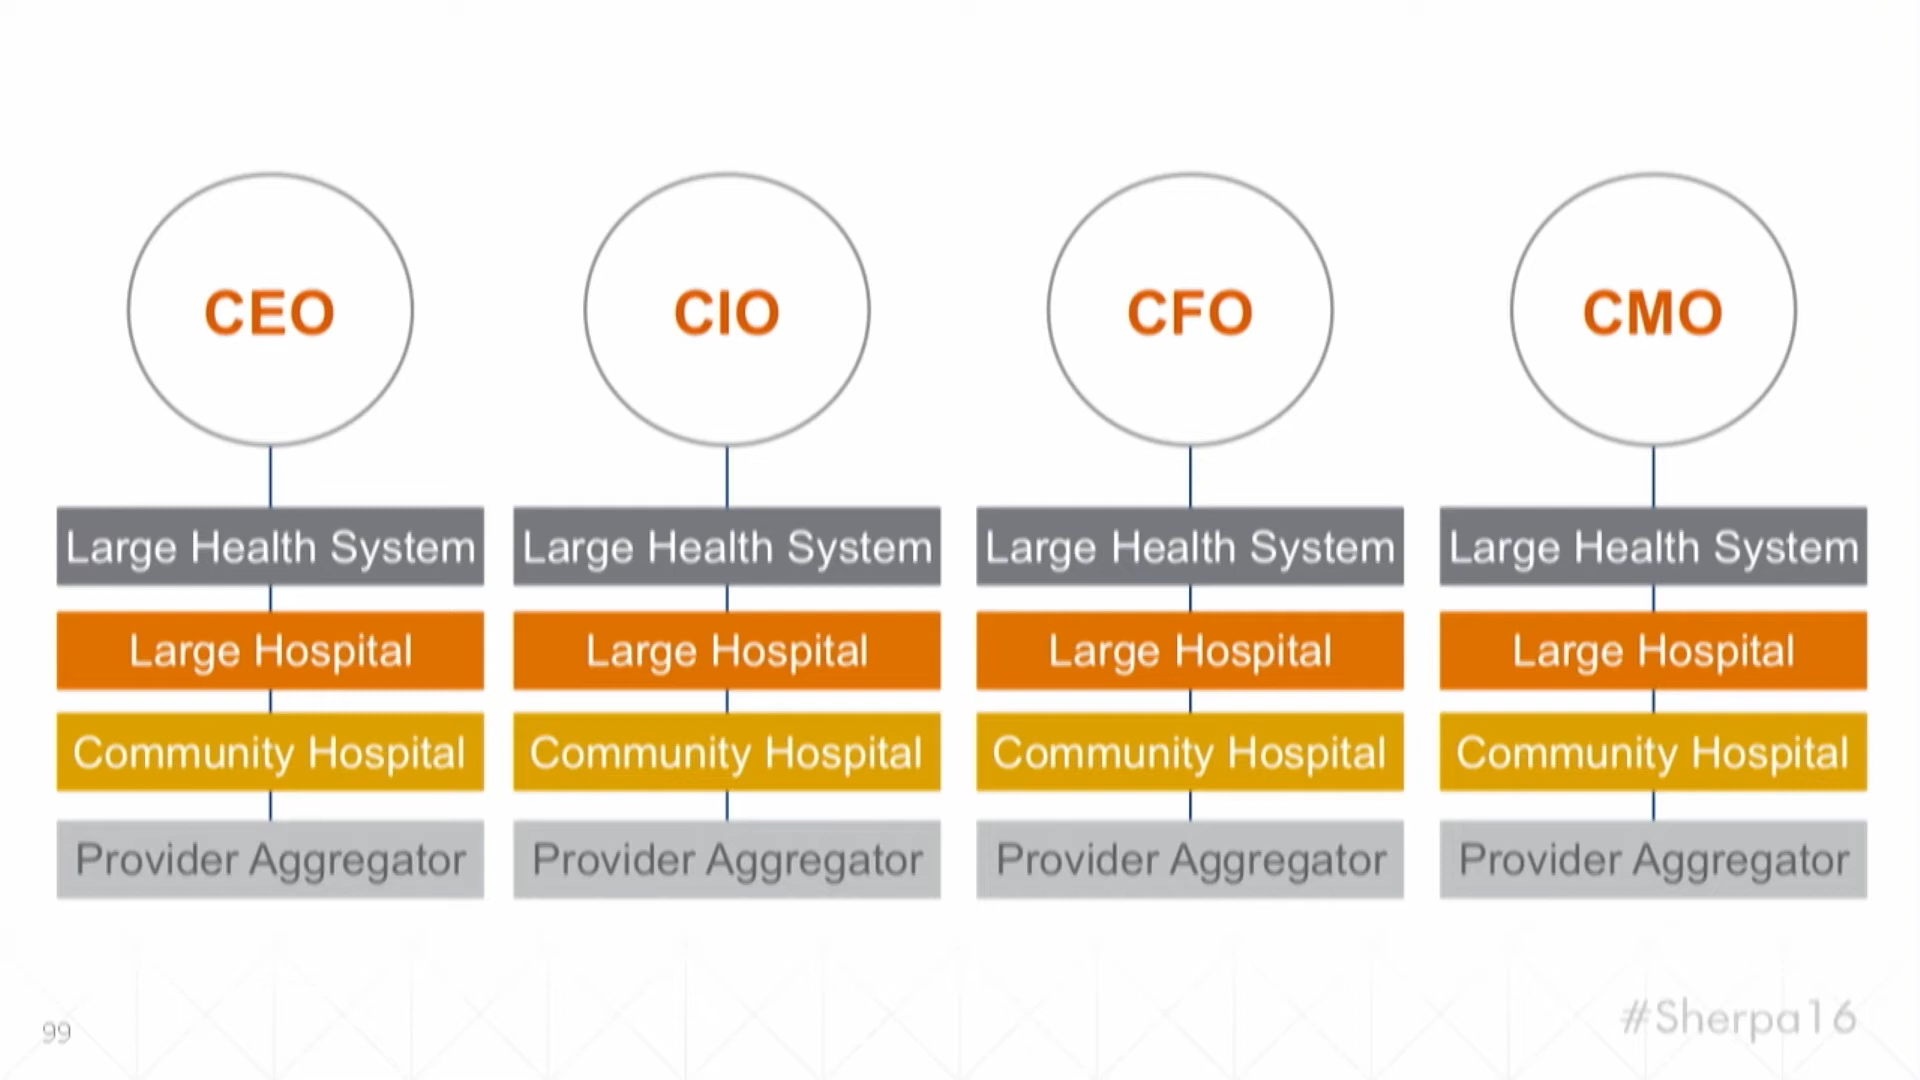 CEO
CIO
CFO
CMO
Large Health System
Large Health System
Large Health System
Large Health System
Large Hospital
Large Hospital
Large Hospital
Large Hospital
Community Hospital
Community Hospital
Community Hospital
Community Hospital
Provider Aggregator
Provider Aggregator
Provider Aggregator
Provider Aggregator
99
#Sherpa16